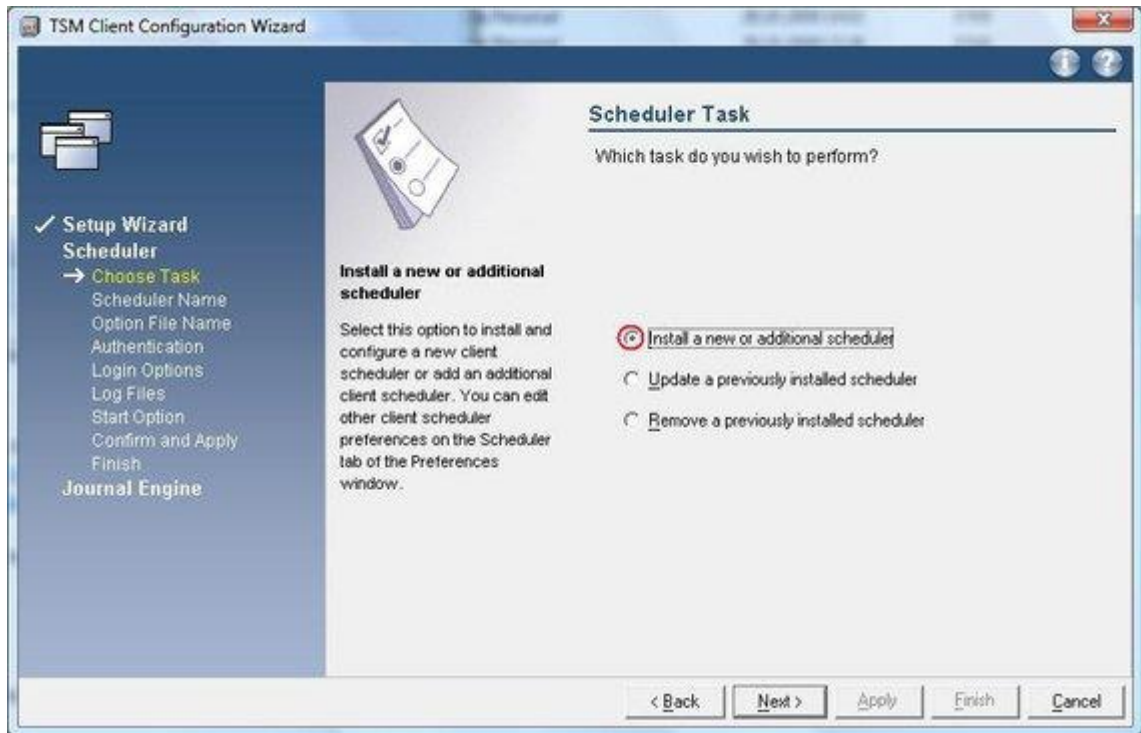 TSM Client Configuration Wizard
Setup Wizard
Scheduler
Choose Task
Scheduler Name
Option File Name
Authentication
Login Options
Log Files
Start Option
Confirm and Apply
Finish
Journal Engine
Install a new or additional
scheduler
Select this option to install and
configure a new client
scheduler or add an additional
client scheduler. You can edit
other client scheduler
preferences on the Scheduler
tab of the Preferences
window.
Scheduler Task
Which task do you wish to perform?
Install a new or additional scheduler
Update a previously installed scheduler
Remove a previously installed scheduler
< Back
Next >
Apply
Finish
Cancel